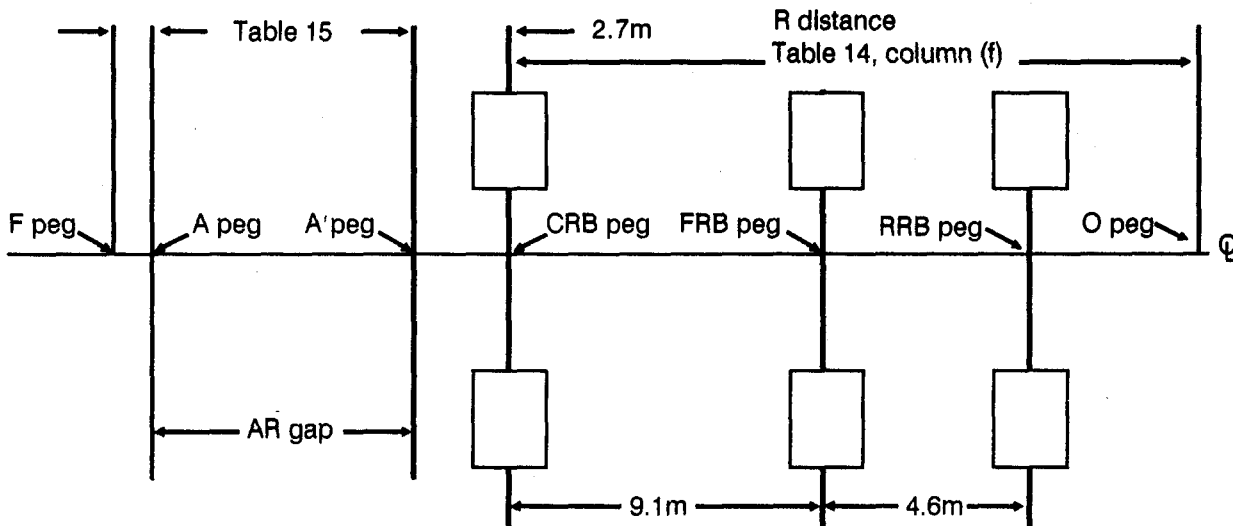 Table 15
2.7m
R distance
Table 14, column (f)
F peg
A peg
A' peg
CRB peg
FRB peg
RRB peg
O peg
℄
AR gap
9.1m
4.6m